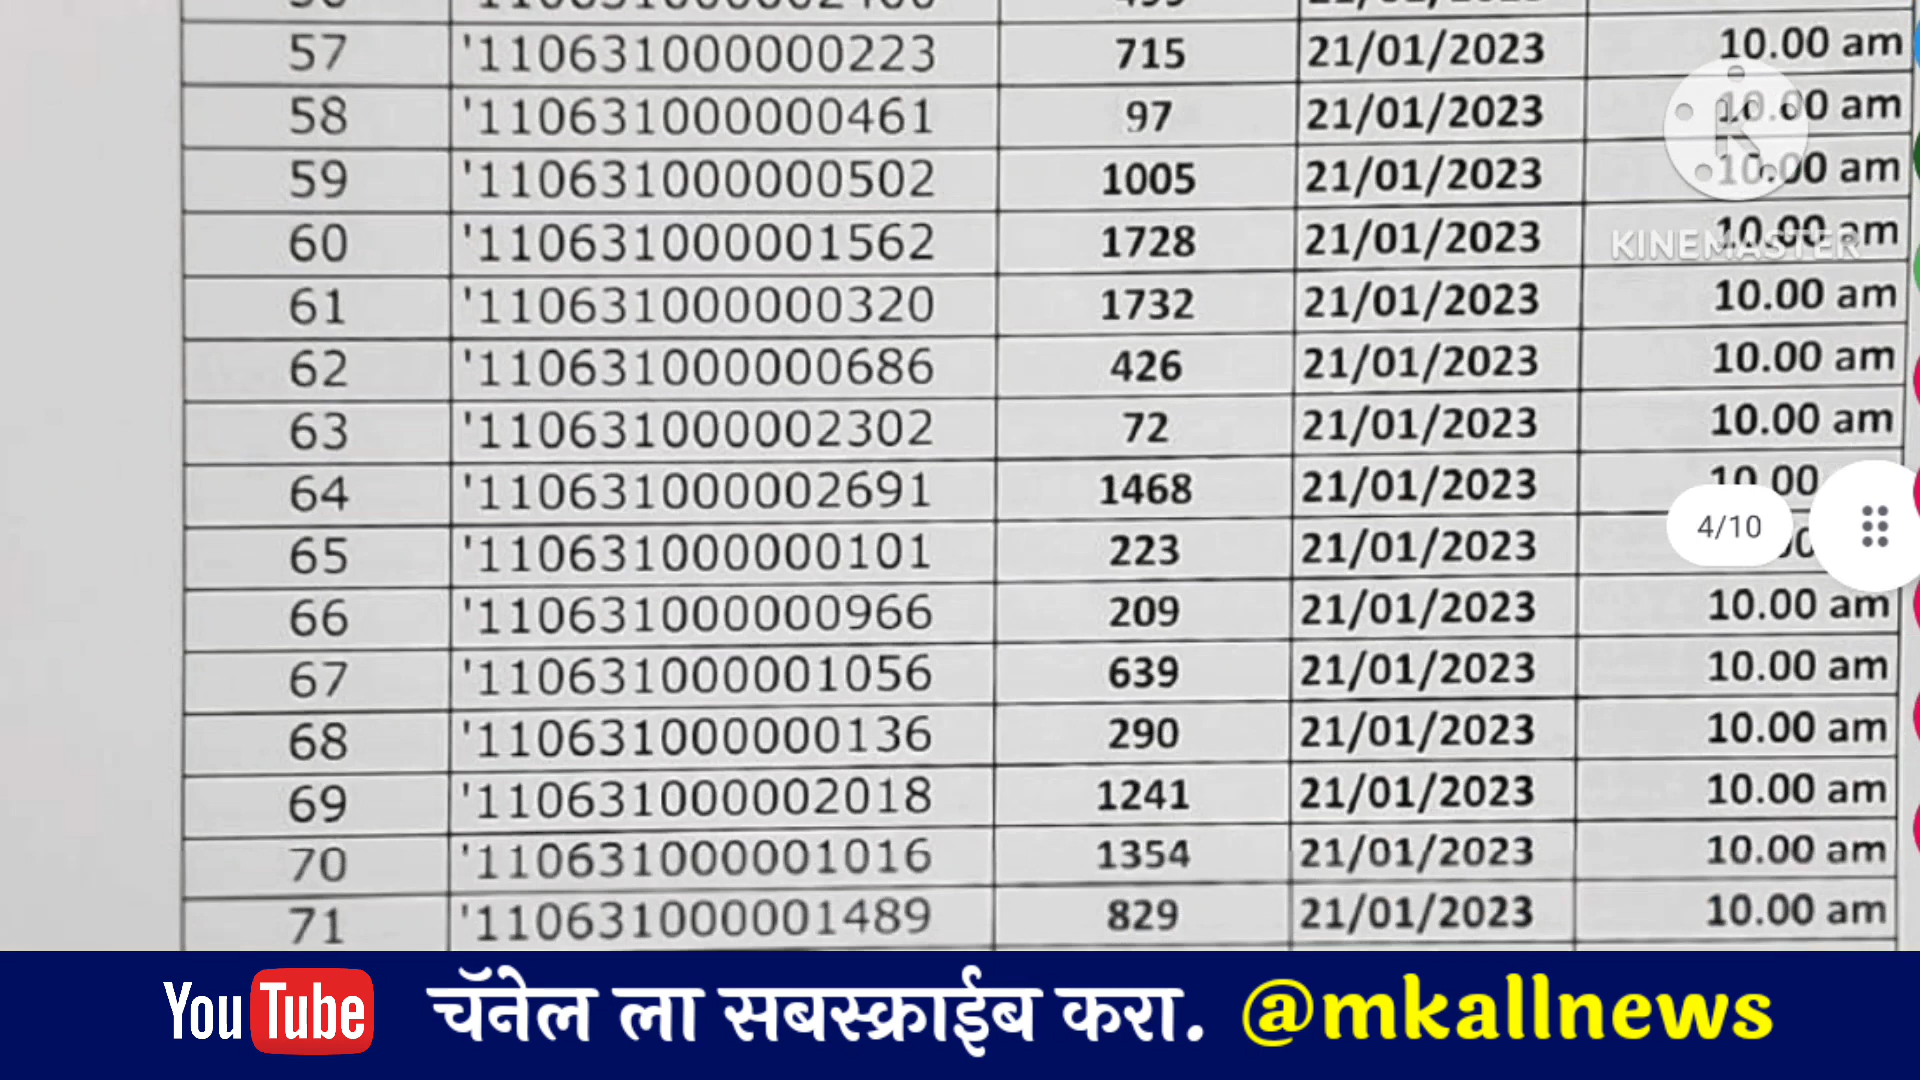 57 '110631000000223 715 21/01/2023 10.00 am
58 '110631000000461 97 21/01/2023 10.00 am
59 '110631000000502 1005 21/01/2023 10.00 am
60 '110631000001562 1728 21/01/2023 10.00 am
KINEMASTER
61 '110631000000320 1732 21/01/2023 10.00 am
62 '110631000000686 426 21/01/2023 10.00 am
63 '110631000002302 72 21/01/2023 10.00 am
64 '110631000002691 1468 21/01/2023 10.00
4/10
65 '110631000000101 223 21/01/2023
66 '110631000000966 209 21/01/2023 10.00 am
67 '110631000001056 639 21/01/2023 10.00 am
68 '110631000000136 290 21/01/2023 10.00 am
69 '110631000002018 1241 21/01/2023 10.00 am
70 '110631000001016 1354 21/01/2023 10.00 am
71 '110631000001489 829 21/01/2023 10.00 am
YouTube चॅनेल ला सबस्क्राईब करा. @mkallnews